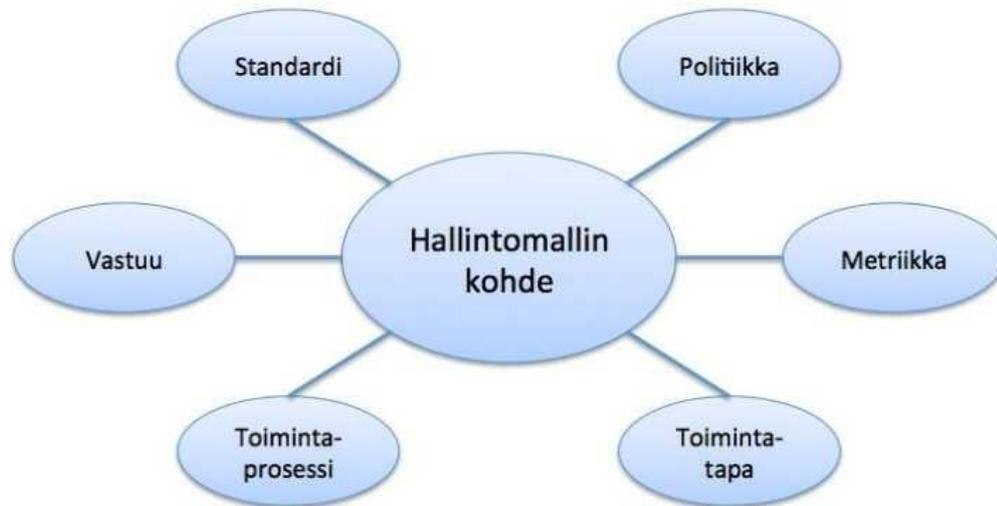 Standardi
Politiikka
Hallintomallin
kohde
Vastuu
Metriikka
Toiminta-
prosessi
Toiminta-
tapa